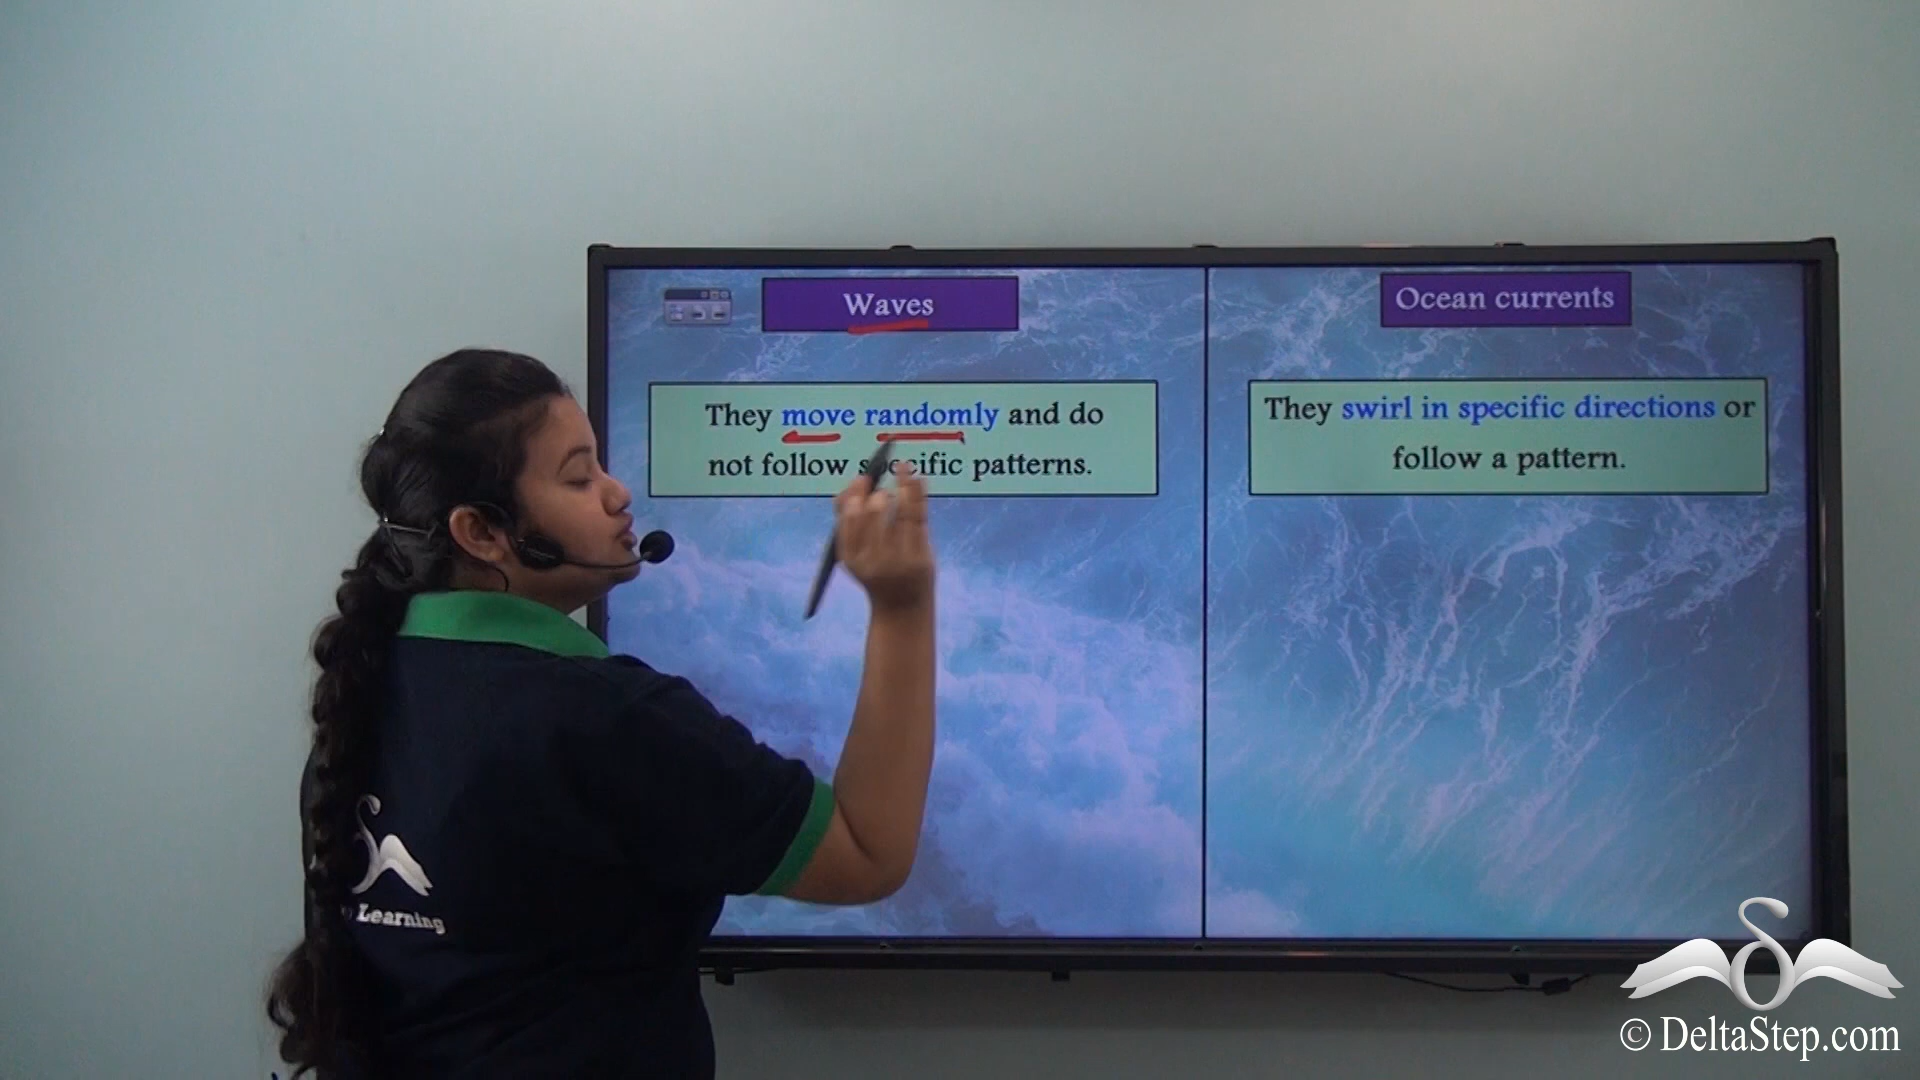 Waves
They move randomly and do
not follow specific patterns.
Ocean currents
They swirl in specific directions or
follow a pattern.
Learning
© DeltaStep.com